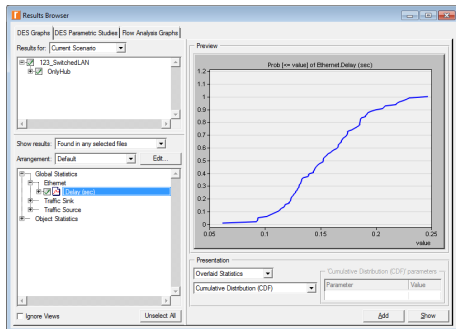 Results Browser
DES Graphs DES Parametric Studies Flow Analysis Graphs
Results for: Current Scenario
123_SwitchedLAN
OnlyHub
Show results: Found in any selected files
Arrangement: Default Edit...
Global Statistics
Ethernet
Delay (sec)
Traffic Sink
Traffic Source
Object Statistics
Ignore Views Unselect All
Preview
Prob [<= value] of Ethernet.Delay (sec)
1.2
1.1
1
0.9
0.8
0.7
0.6
0.5
0.4
0.3
0.2
0.1
0
0.05 0.1 0.15 0.2 0.25
value
Presentation
Overlaid Statistics
Cumulative Distribution (CDF)
'Cumulative Distribution (CDF)' parameters
Parameter Value
Add Show